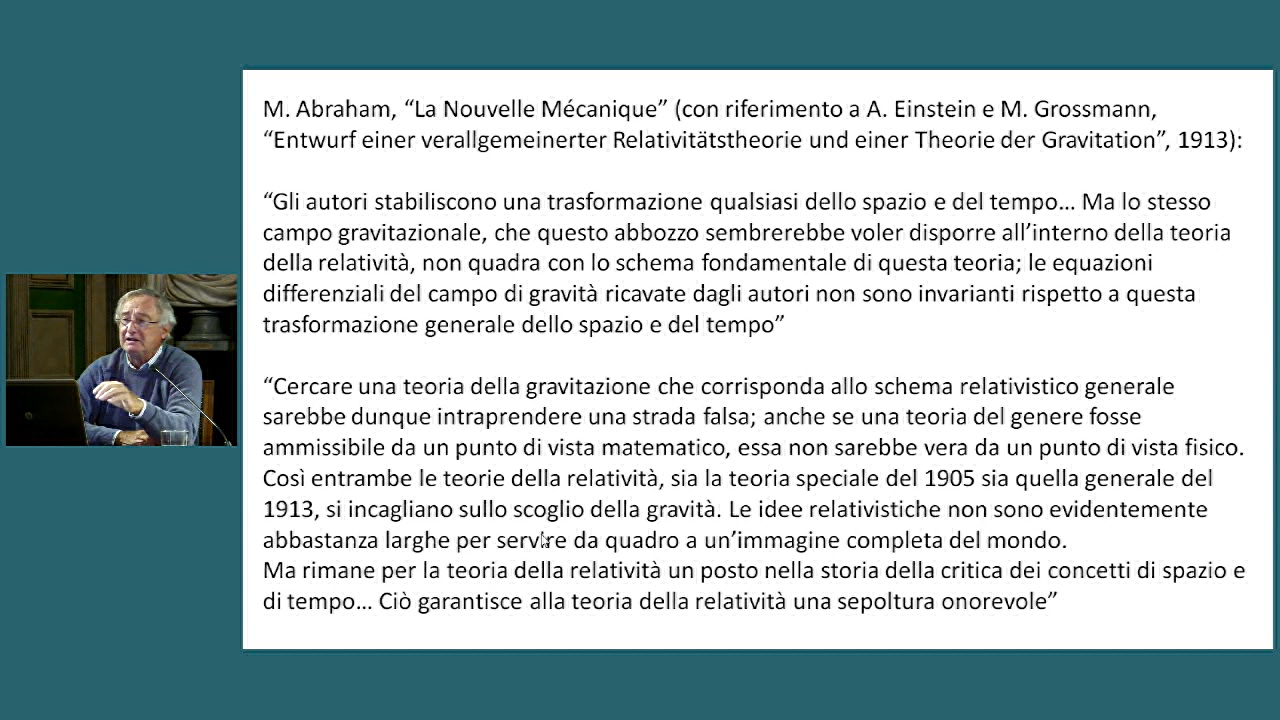 M. Abraham, “La Nouvelle Mécanique” (con riferimento a A. Einstein e M. Grossmann,
“Entwurf einer verallgemeinerter Relativitätstheorie und einer Theorie der Gravitation”, 1913):
“Gli autori stabiliscono una trasformazione qualsiasi dello spazio e del tempo… Ma lo stesso
campo gravitazionale, che questo abbozzo sembrerebbe voler disporre all’interno della teoria
della relatività, non quadra con lo schema fondamentale di questa teoria; le equazioni
differenziali del campo di gravità ricavate dagli autori non sono invarianti rispetto a questa
trasformazione generale dello spazio e del tempo”
“Cercare una teoria della gravitazione che corrisponda allo schema relativistico generale
sarebbe dunque intraprendere una strada falsa; anche se una teoria del genere fosse
ammissibile da un punto di vista matematico, essa non sarebbe vera da un punto di vista fisico.
Così entrambe le teorie della relatività, sia la teoria speciale del 1905 sia quella generale del
1913, si incagliano sullo scoglio della gravità. Le idee relativistiche non sono evidentemente
abbastanza larghe per servire da quadro a un’immagine completa del mondo.
Ma rimane per la teoria della relatività un posto nella storia della critica dei concetti di spazio e
di tempo… Ciò garantisce alla teoria della relatività una sepoltura onorevole”